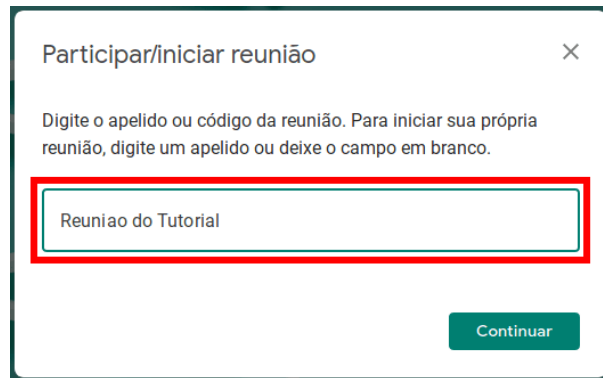 Participar/iniciar reunião
Digite o apelido ou código da reunião. Para iniciar sua própria
reunião, digite um apelido ou deixe o campo em branco.
Reuniao do Tutorial
Continuar